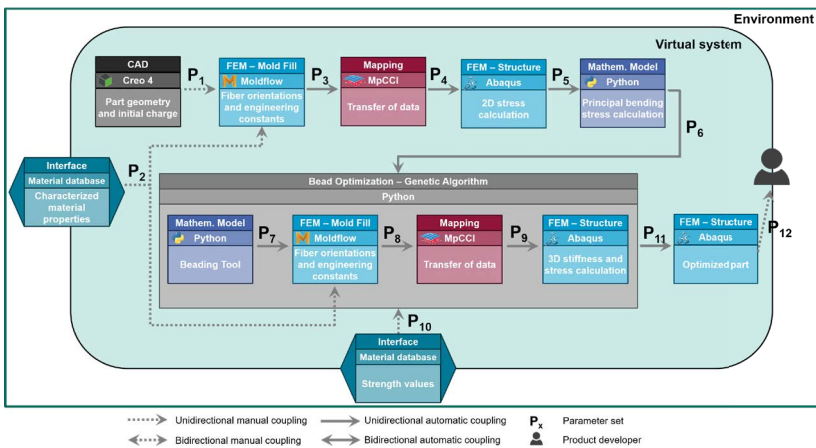 Environment
Virtual system
CAD
Creo 4
Part geometry
and initial charge
P1
FEM – Mold Fill
Moldflow
Fiber orientations
and engineering
constants
P3
Mapping
MpCCI
Transfer of data
P4
FEM – Structure
Abaqus
2D stress
calculation
P5
Mathem. Model
Python
Principal bending
stress calculation
P6
Interface
Material database
Characterized
material
properties
P2
Bead Optimization – Genetic Algorithm
Python
Mathem. Model
Python
Beading Tool
P7
FEM – Mold Fill
Moldflow
Fiber orientations
and engineering
constants
P8
Mapping
MpCCI
Transfer of data
P9
FEM – Structure
Abaqus
3D stiffness and
stress calculation
P11
FEM – Structure
Abaqus
Optimized part
P12
P10
Interface
Material database
Strength values
Unidirectional manual coupling
Unidirectional automatic coupling
Px Parameter set
Bidirectional manual coupling
Bidirectional automatic coupling
Product developer